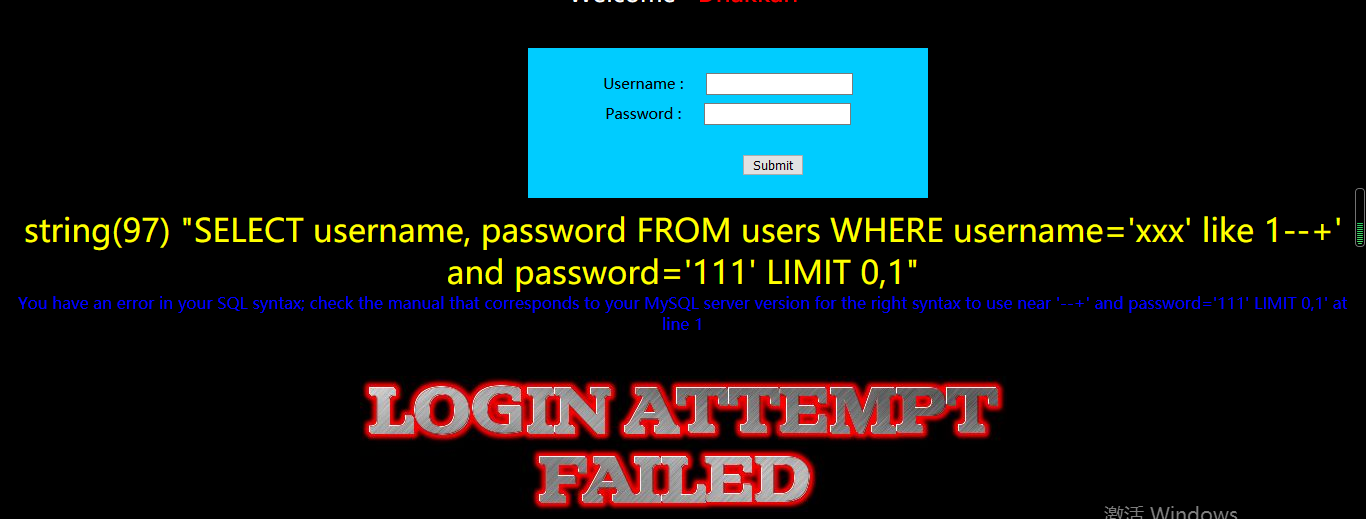 Welcome Dhakkan
Username :
Password :
Submit
string(97) "SELECT username, password FROM users WHERE username='xxx' like 1--+'
and password='111' LIMIT 0,1"
You have an error in your SQL syntax; check the manual that corresponds to your MySQL server version for the right syntax to use near '--+' and password='111' LIMIT 0,1' at
line 1
LOGIN ATTEMPT
FAILED
激活 Windows